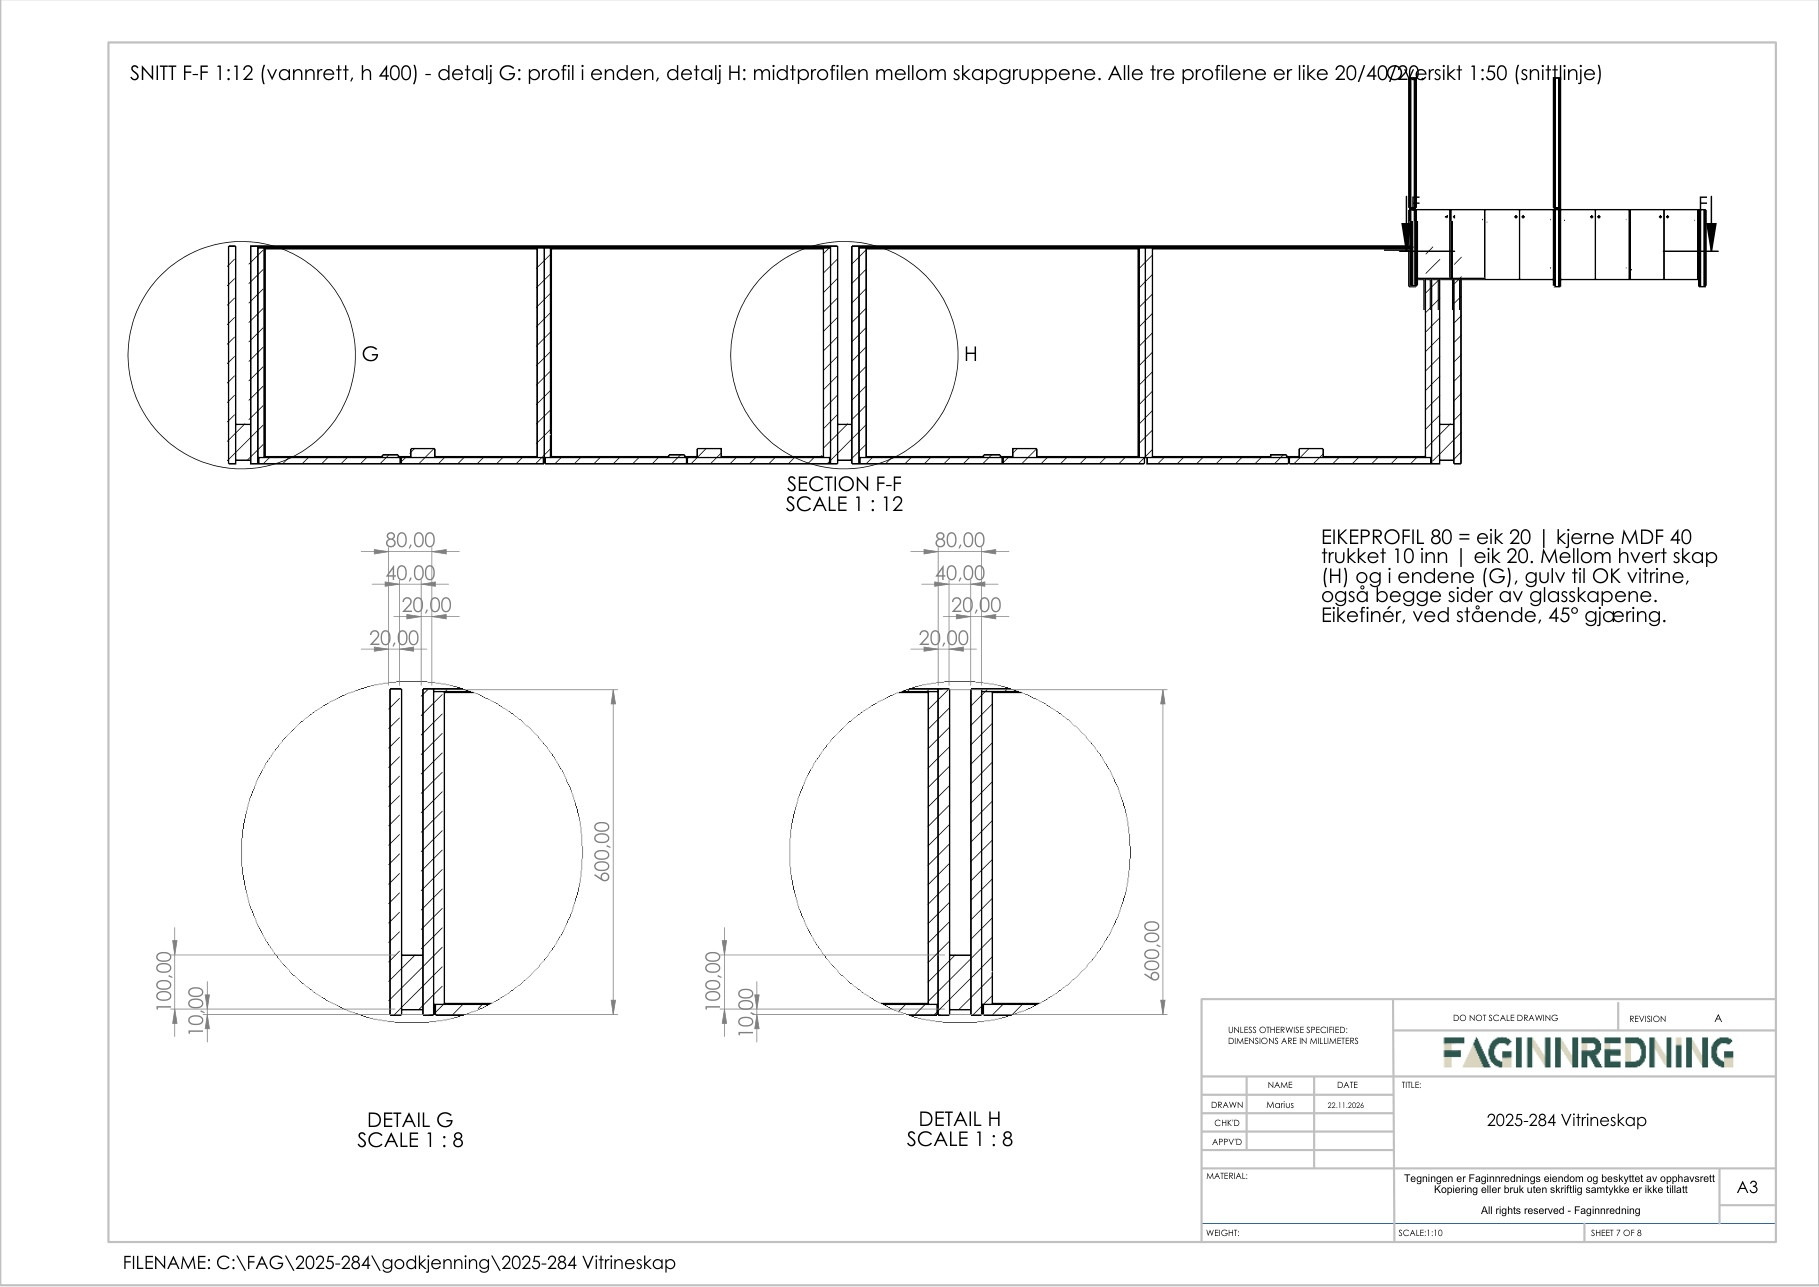 SNITT F-F 1:12 (vannrett, h 400) - detalj G: profil i enden, detalj H: midtprofilen mellom skapgruppene. Alle tre profilene er like 20/40/20.
Oversikt 1:50 (snittlinje)
F
F
G
H
SECTION F-F
SCALE 1 : 12
EIKEPROFIL 80 = eik 20 | kjerne MDF 40
trukket 10 inn | eik 20. Mellom hvert skap
(H) og i endene (G), gulv til OK vitrine,
også begge sider av glasskapene.
Eikefinér, ved stående, 45° gjæring.
80,00
40,00
20,00
20,00
600,00
100,00
10,00
DETAIL G
SCALE 1 : 8
80,00
40,00
20,00
20,00
600,00
100,00
10,00
DETAIL H
SCALE 1 : 8
UNLESS OTHERWISE SPECIFIED:
DIMENSIONS ARE IN MILLIMETERS
DO NOT SCALE DRAWING
REVISION A
FAGINNREDNING
NAME DATE
DRAWN Marius 22.11.2026
CHK'D
APPV'D
TITLE:
2025-284 Vitrineskap
MATERIAL:
Tegningen er Faginnrednings eiendom og beskyttet av opphavsrett
Kopiering eller bruk uten skriftlig samtykke er ikke tillatt
All rights reserved - Faginnredning
A3
WEIGHT:
SCALE:1:10
SHEET 7 OF 8
FILENAME: C:\FAG\2025-284\godkjenning\2025-284 Vitrineskap